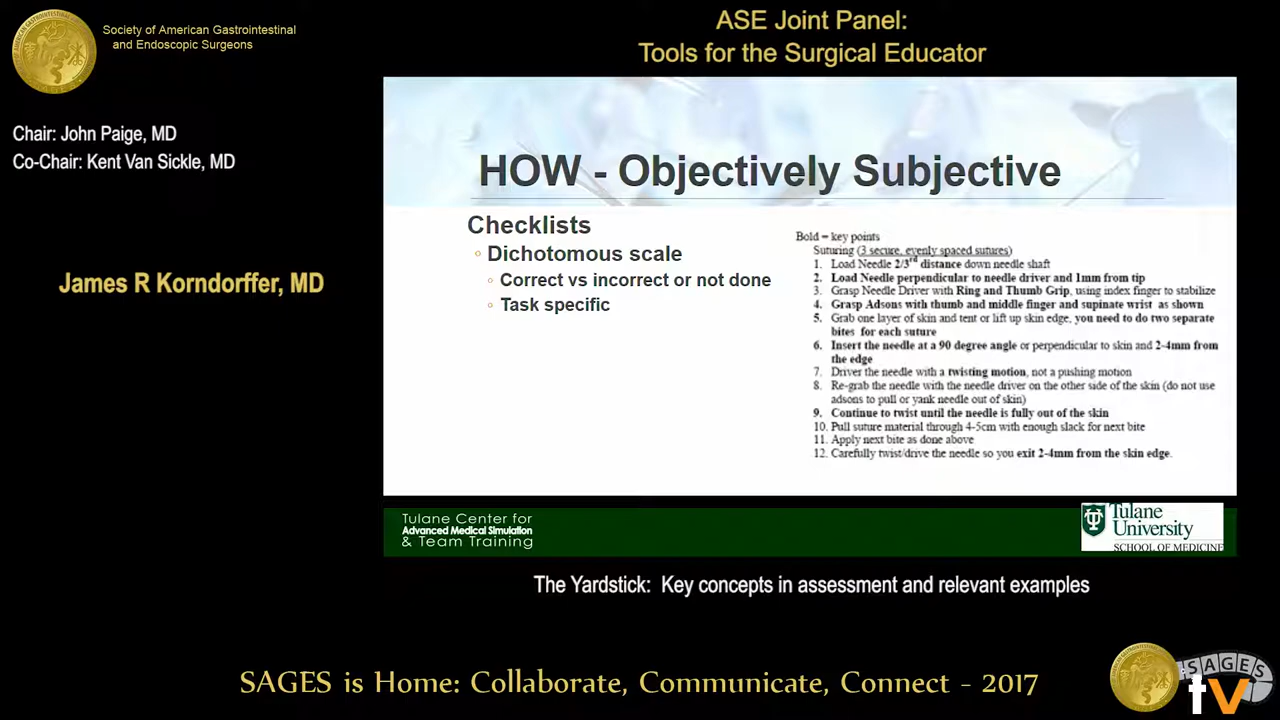 Society of American Gastrointestinal
and Endoscopic Surgeons
ASE Joint Panel:
Tools for the Surgical Educator
Chair: John Paige, MD
Co-Chair: Kent Van Sickle, MD
James R Korndorffer, MD
HOW - Objectively Subjective
Checklists
Dichotomous scale
Correct vs incorrect or not done
Task specific
Bold = key points
Suturing (3 secure, evenly spaced sutures)
1. Load Needle 2/3rd distance down needle shaft
2. Load Needle perpendicular to needle driver and 1mm from tip
3. Grasp Needle Driver with Ring and Thumb Grip, using index finger to stabilize
4. Grasp Adsons with thumb and middle finger and supinate wrist as shown
5. Grab one layer of skin and tent or lift up skin edge, you need to do two separate
bites for each suture
6. Insert the needle at a 90 degree angle or perpendicular to skin and 2-4mm from
the edge
7. Driver the needle with a twisting motion, not a pushing motion
8. Re-grab the needle with the needle driver on the other side of the skin (do not use
adsons to pull or yank needle out of skin)
9. Continue to twist until the needle is fully out of the skin
10. Pull suture material through 4-5cm with enough slack for next bite
11. Apply next bite as done above
12. Carefully twist/drive the needle so you exit 2-4mm from the skin edge.
Tulane Center for
Advanced Medical Simulation
& Team Training
Tulane
University
SCHOOL OF MEDICINE
The Yardstick: Key concepts in assessment and relevant examples
SAGES is Home: Collaborate, Communicate, Connect - 2017
SAGES
tv